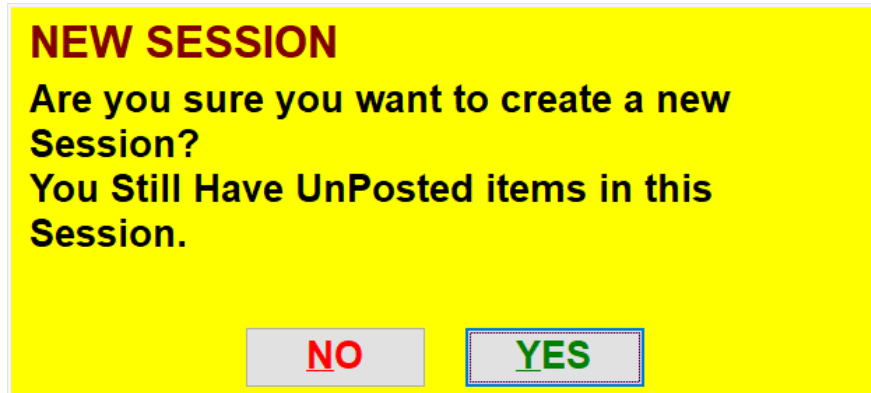 NEW SESSION
Are you sure you want to create a new
Session?
You Still Have UnPosted items in this
Session.
NO YES